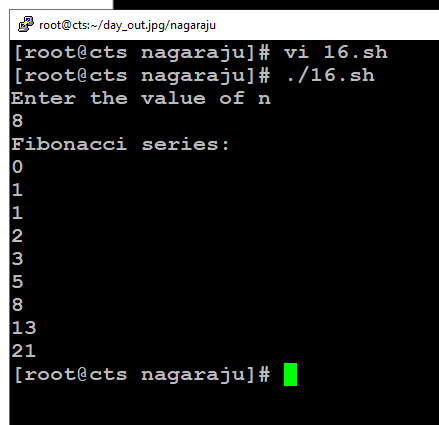 root@cts:~/day_out.jpg/nagaraju
[root@cts nagaraju]# vi 16.sh
[root@cts nagaraju]# ./16.sh
Enter the value of n
8
Fibonacci series:
0
1
1
2
3
5
8
13
21
[root@cts nagaraju]#